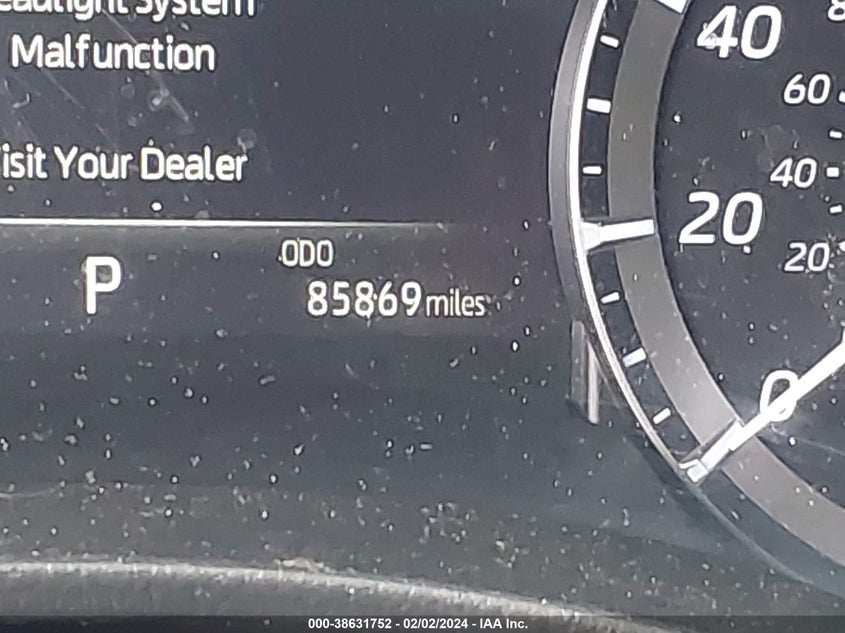 System
Malfunction
Your Dealer
ODO
P
85869 miles
40
20
0
60
40
20
000-38631752 - 02/02/2024 - IAA Inc.